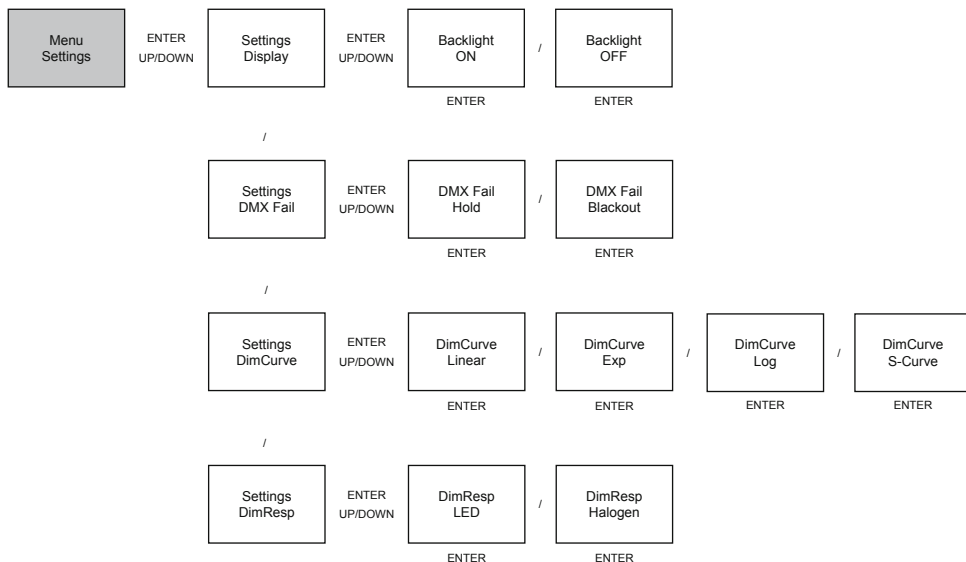 Menu
Settings
ENTER
UP/DOWN
Settings
Display
ENTER
UP/DOWN
Backlight
ON
ENTER
/
Backlight
OFF
ENTER
/
Settings
DMX Fail
ENTER
UP/DOWN
DMX Fail
Hold
ENTER
/
DMX Fail
Blackout
ENTER
/
Settings
DimCurve
ENTER
UP/DOWN
DimCurve
Linear
ENTER
/
DimCurve
Exp
ENTER
/
DimCurve
Log
ENTER
/
DimCurve
S-Curve
ENTER
/
Settings
DimResp
ENTER
UP/DOWN
DimResp
LED
ENTER
/
DimResp
Halogen
ENTER